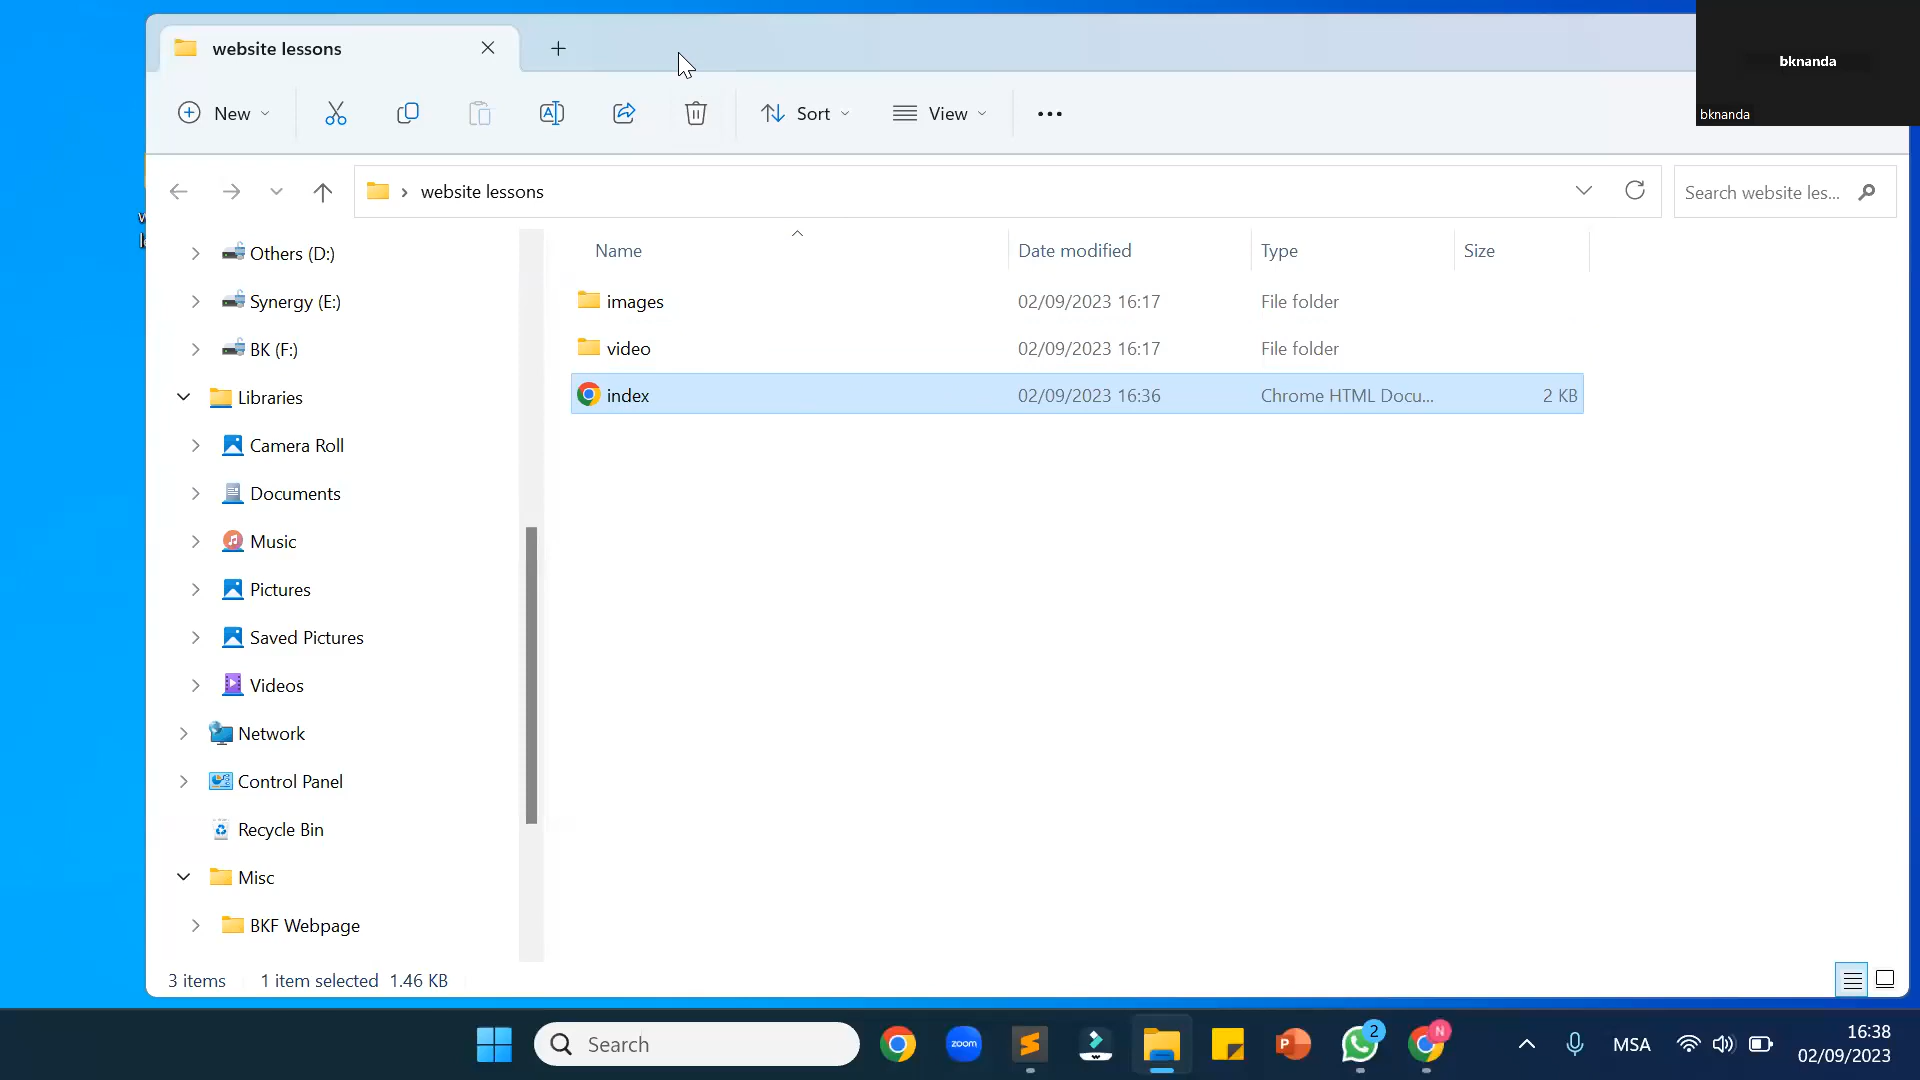 website lessons
bknanda
bknanda
New
Sort
View
website lessons
Search website les...
Name
Date modified
Type
Size
Others (D:)
Synergy (E:)
BK (F:)
Libraries
Camera Roll
Documents
Music
Pictures
Saved Pictures
Videos
Network
Control Panel
Recycle Bin
Misc
BKF Webpage
images 02/09/2023 16:17 File folder
video 02/09/2023 16:17 File folder
index 02/09/2023 16:36 Chrome HTML Docu... 2 KB
3 items 1 item selected 1.46 KB
Search
zoom
P
2
N
MSA
16:38
02/09/2023